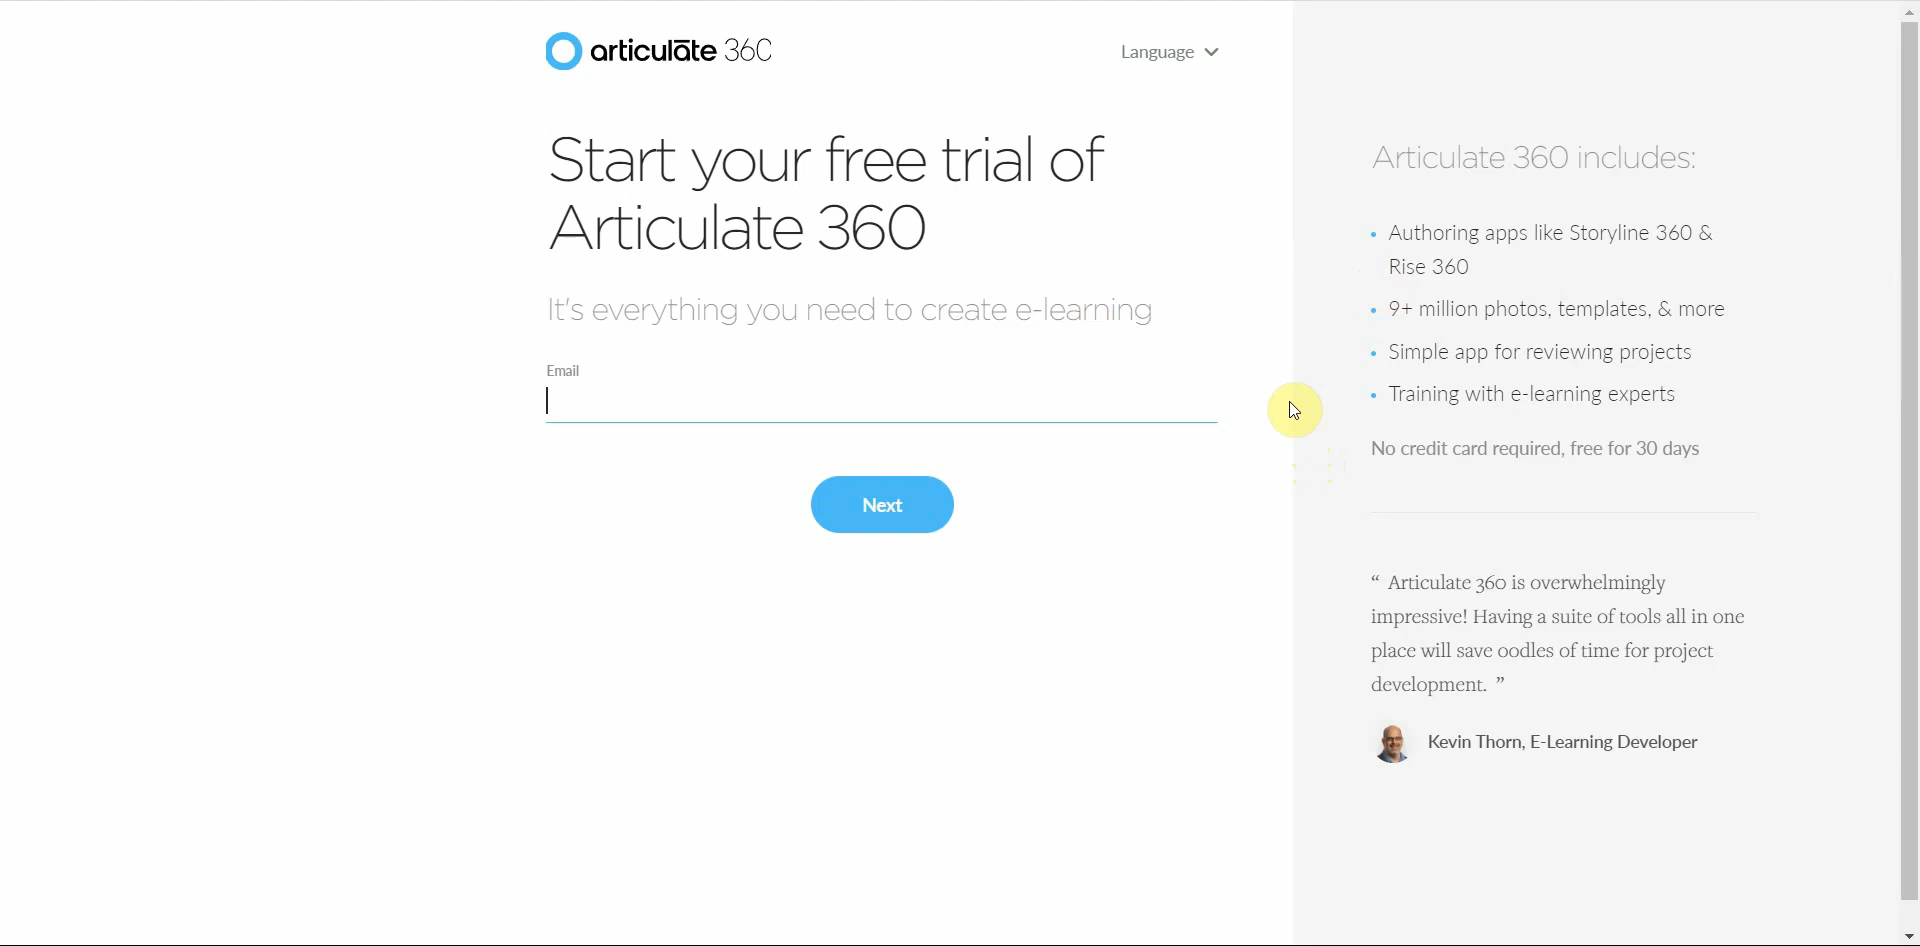 articulāte 360
Language
Start your free trial of
Articulate 360
It's everything you need to create e-learning
Email
Next
Articulate 360 includes:
• Authoring apps like Storyline 360 &
Rise 360
• 9+ million photos, templates, & more
• Simple app for reviewing projects
• Training with e-learning experts
No credit card required, free for 30 days
“ Articulate 360 is overwhelmingly
impressive! Having a suite of tools all in one
place will save oodles of time for project
development. ”
Kevin Thorn, E-Learning Developer